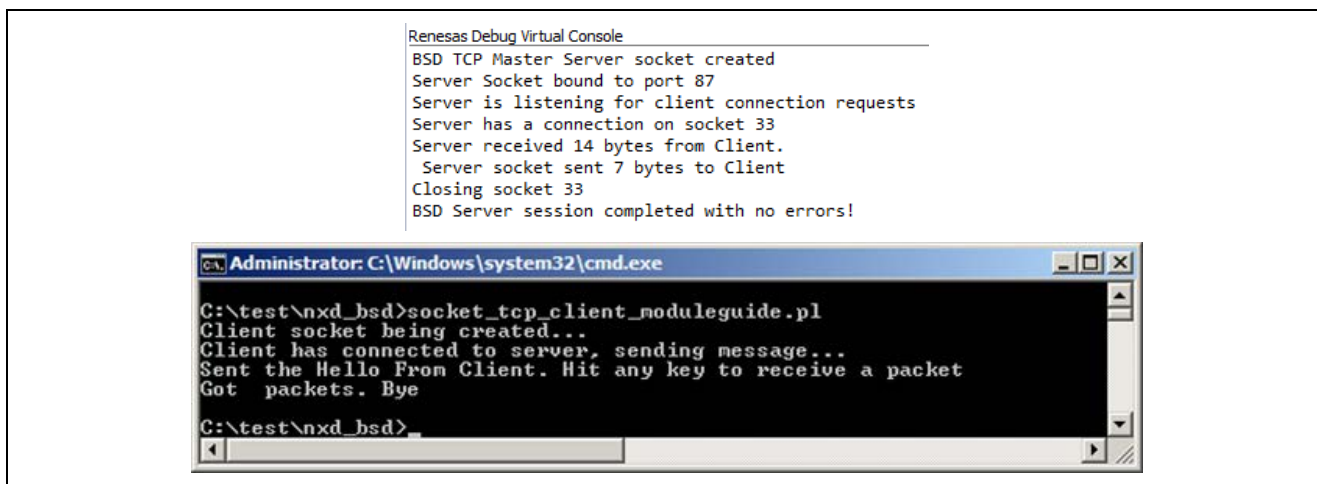 Renesas Debug Virtual Console
BSD TCP Master Server socket created
Server Socket bound to port 87
Server is listening for client connection requests
Server has a connection on socket 33
Server received 14 bytes from Client.
Server socket sent 7 bytes to Client
Closing socket 33
BSD Server session completed with no errors!
Administrator: C:\Windows\system32\cmd.exe
C:\test\nxd_bsd>socket_tcp_client_moduleguide.pl
Client socket being created...
Client has connected to server, sending message...
Sent the Hello From Client. Hit any key to receive a packet
Got  packets. Bye
C:\test\nxd_bsd>_